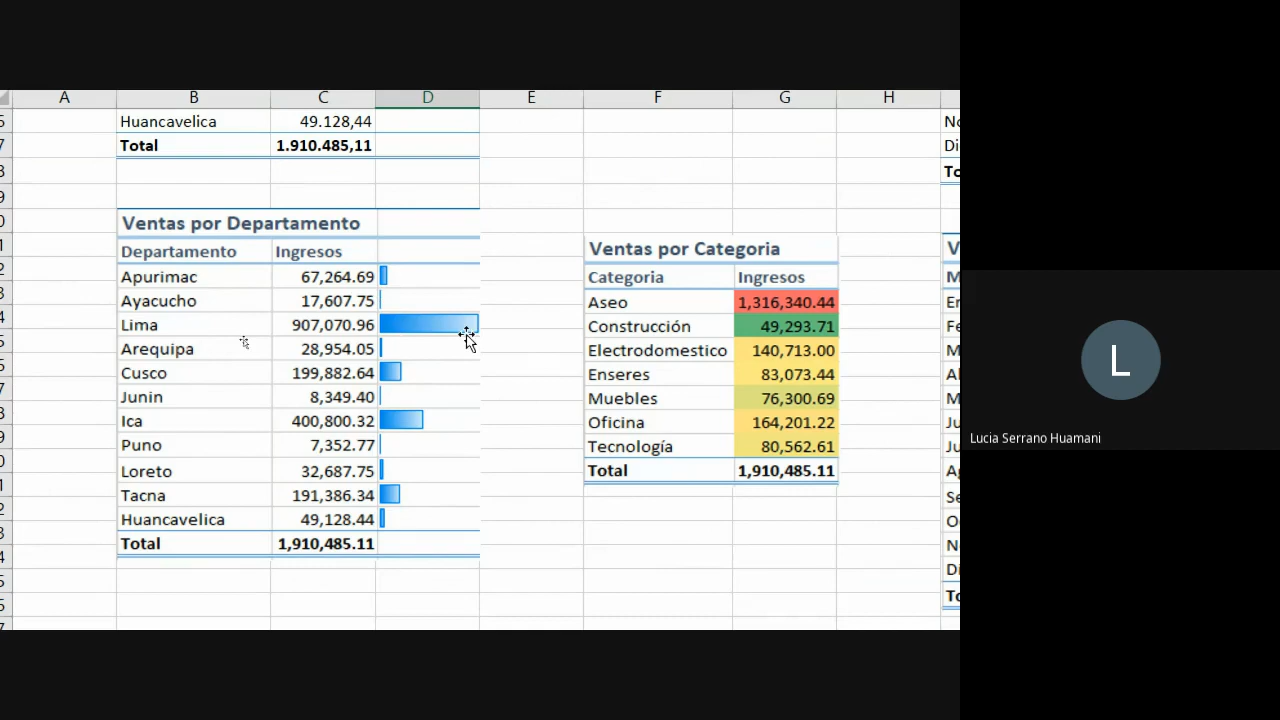 A B C D E F G H
Huancavelica 49.128,44
Total 1.910.485,11
Ventas por Departamento
Departamento Ingresos
Apurimac 67,264.69
Ayacucho 17,607.75
Lima 907,070.96
Arequipa 28,954.05
Cusco 199,882.64
Junin 8,349.40
Ica 400,800.32
Puno 7,352.77
Loreto 32,687.75
Tacna 191,386.34
Huancavelica 49,128.44
Total 1,910,485.11
Ventas por Categoria
Categoria Ingresos
Aseo 1,316,340.44
Construcción 49,293.71
Electrodomestico 140,713.00
Enseres 83,073.44
Muebles 76,300.69
Oficina 164,201.22
Tecnología 80,562.61
Total 1,910,485.11
L
Lucia Serrano Huamani